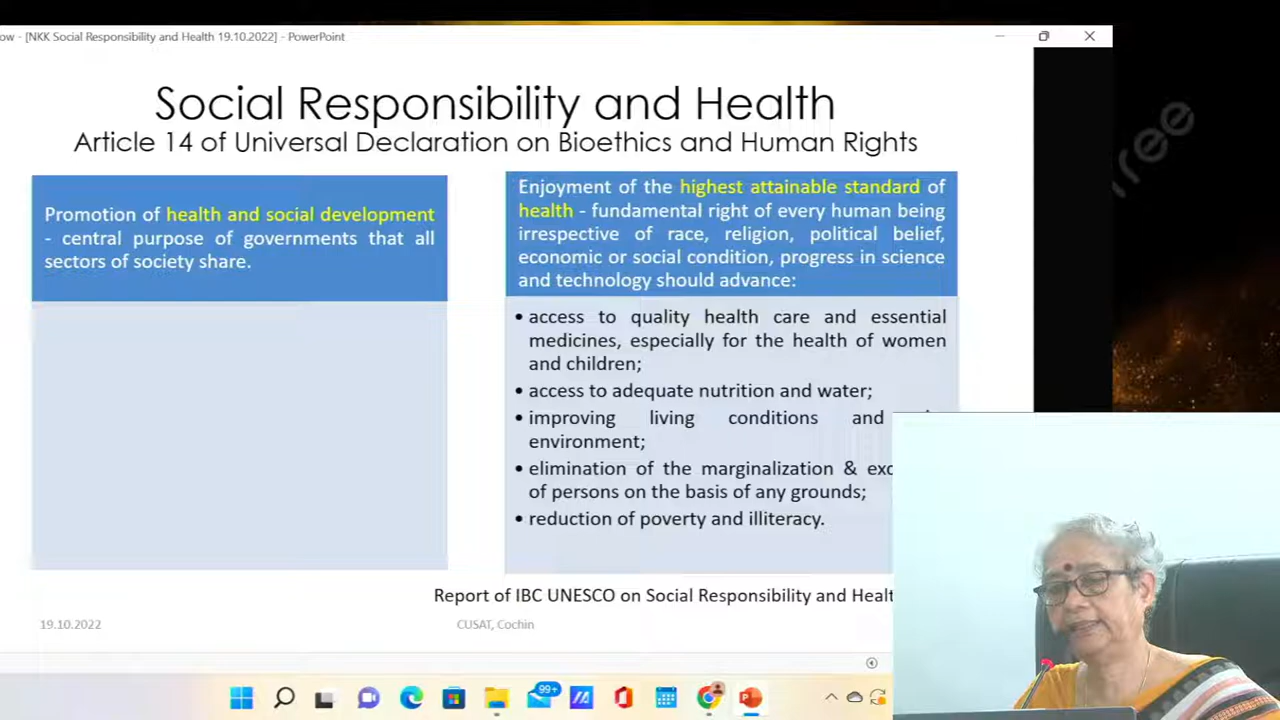 ow - [NKK Social Responsibility and Health 19.10.2022] - PowerPoint
Social Responsibility and Health
Article 14 of Universal Declaration on Bioethics and Human Rights
Promotion of health and social development
- central purpose of governments that all
sectors of society share.
Enjoyment of the highest attainable standard of
health - fundamental right of every human being
irrespective of race, religion, political belief,
economic or social condition, progress in science
and technology should advance:
• access to quality health care and essential
medicines, especially for the health of women
and children;
• access to adequate nutrition and water;
• improving living conditions and
environment;
• elimination of the marginalization &
of persons on the basis of any grounds;
• reduction of poverty and illiteracy.
Report of IBC UNESCO on Social Responsibility and Healt
19.10.2022
CUSAT, Cochin
99+